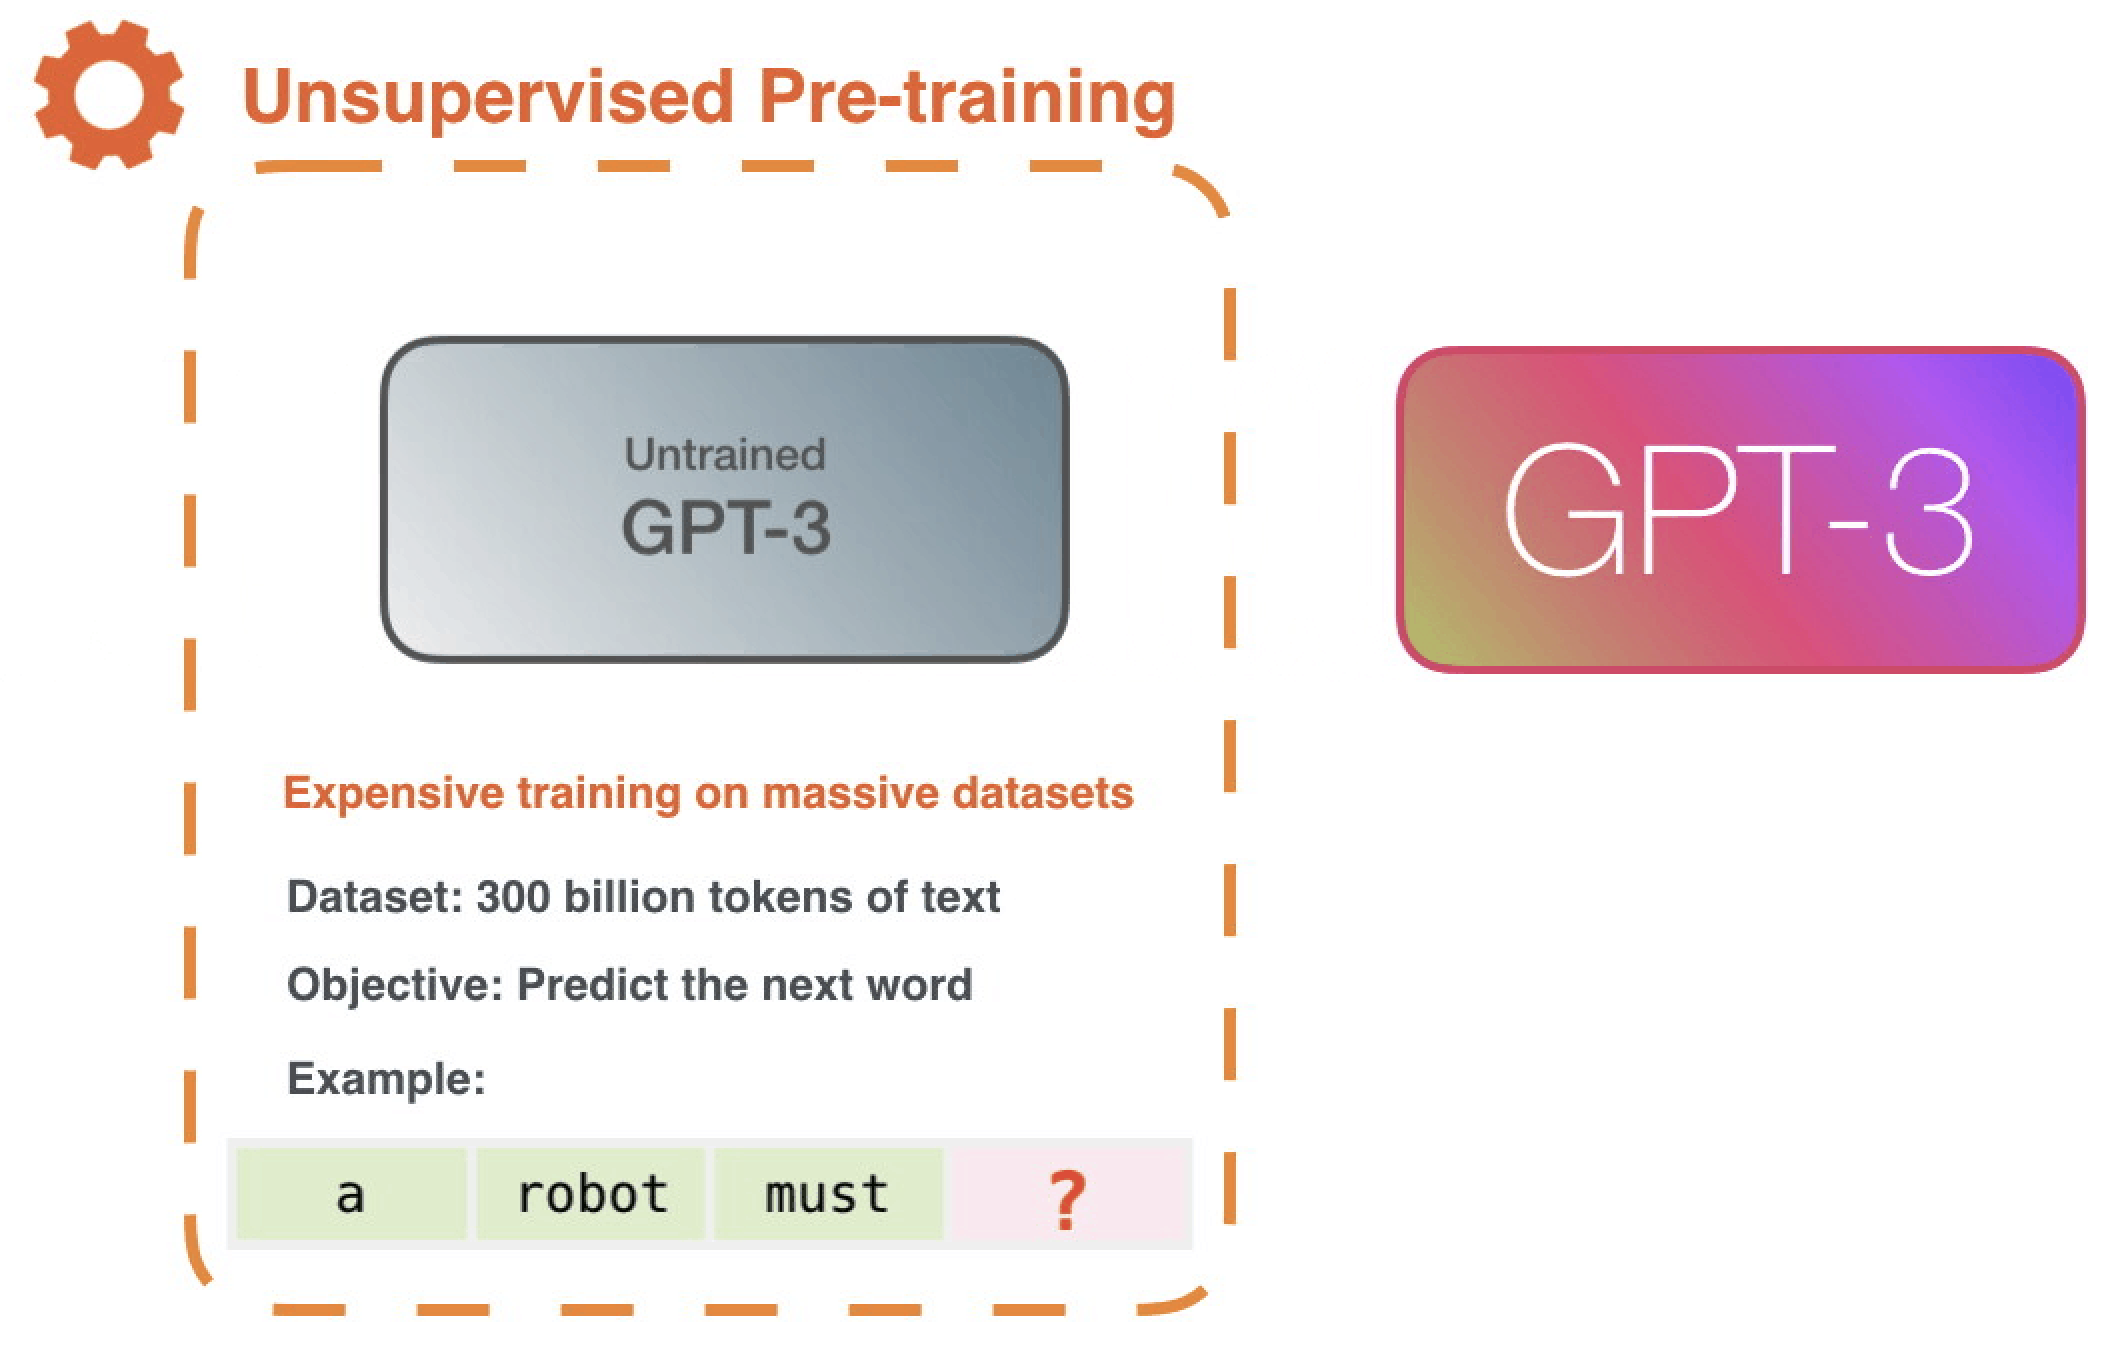 Unsupervised Pre-training
Untrained
GPT-3
GPT-3
Expensive training on massive datasets
Dataset: 300 billion tokens of text
Objective: Predict the next word
Example:
a robot must ?